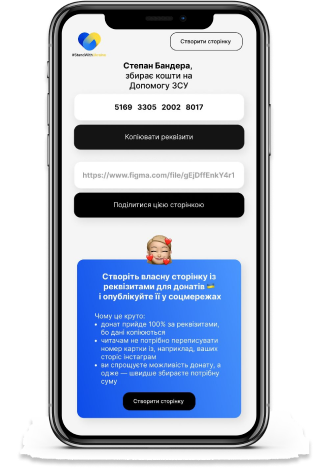 #StandWithUkraine
Створити сторінку
Степан Бандера,
збирає кошти на
Допомогу ЗСУ
5169 3305 2002 8017
Копіювати реквізити
https://www.figma.com/file/gEjDffEnkY4r1
Поділитися цією сторінкою
Створіть власну сторінку із
реквізитами для донатів
і опублікуйте її у соцмережах
Чому це круто:
• донат прийде 100% за реквізитами,
бо дані копіюються
• читачам не потрібно переписувати
номер картки із, наприклад, ваших
сторіс інстаграм
• ви спрощуєте можливість донату, а
отже — швидше збираєте потрібну
суму
Створити сторінку